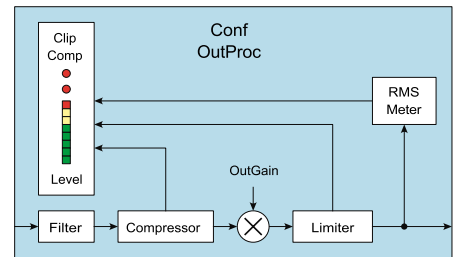 Conf
OutProc
Clip
Comp
Level
RMS
Meter
OutGain
Filter
Compressor
Limiter